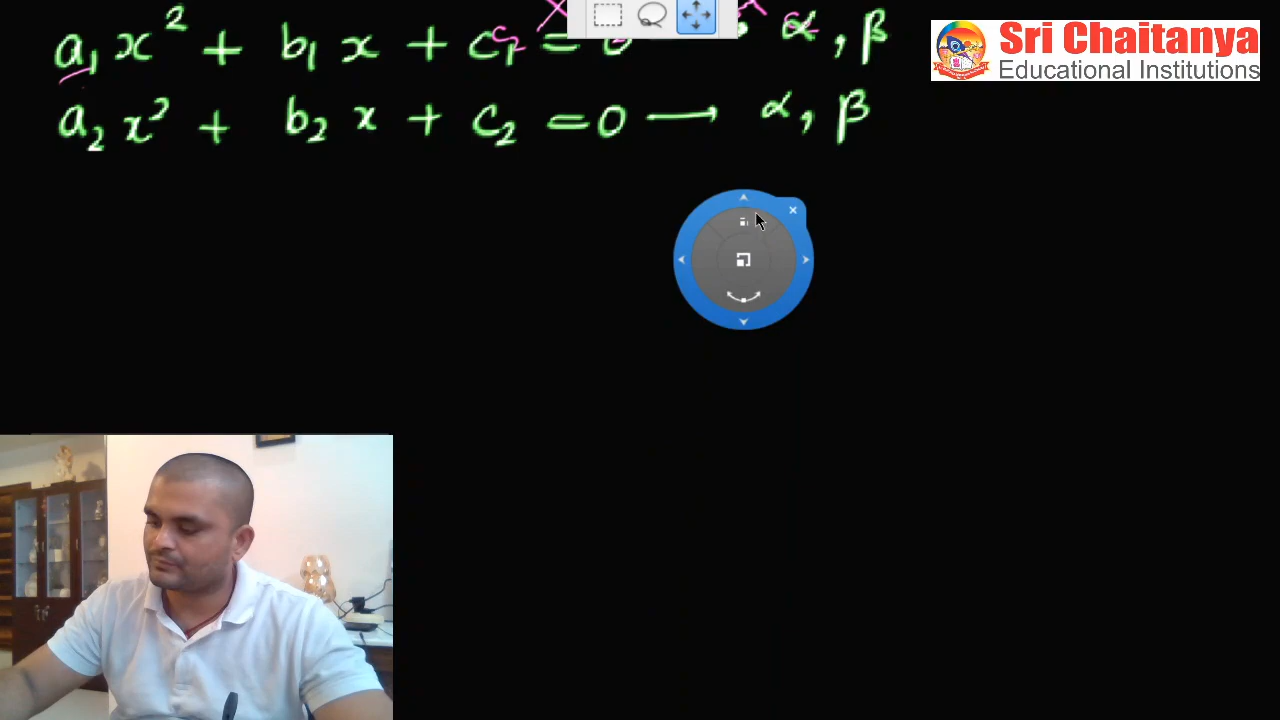 a₁x² + b₁x + c₁ = 0 → α, β
a₂x² + b₂x + c₂ = 0 → α, β
Sri Chaitanya
Educational Institutions